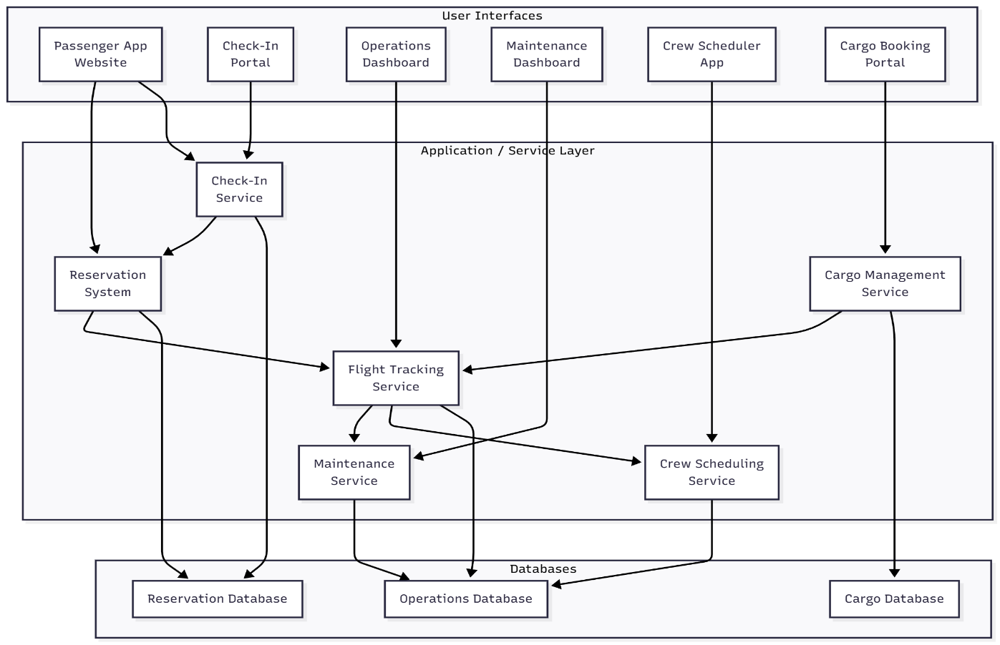 User Interfaces
Passenger App
Website
Check-In
Portal
Operations
Dashboard
Maintenance
Dashboard
Crew Scheduler
App
Cargo Booking
Portal
Application / Service Layer
Check-In
Service
Reservation
System
Cargo Management
Service
Flight Tracking
Service
Maintenance
Service
Crew Scheduling
Service
Databases
Reservation Database
Operations Database
Cargo Database